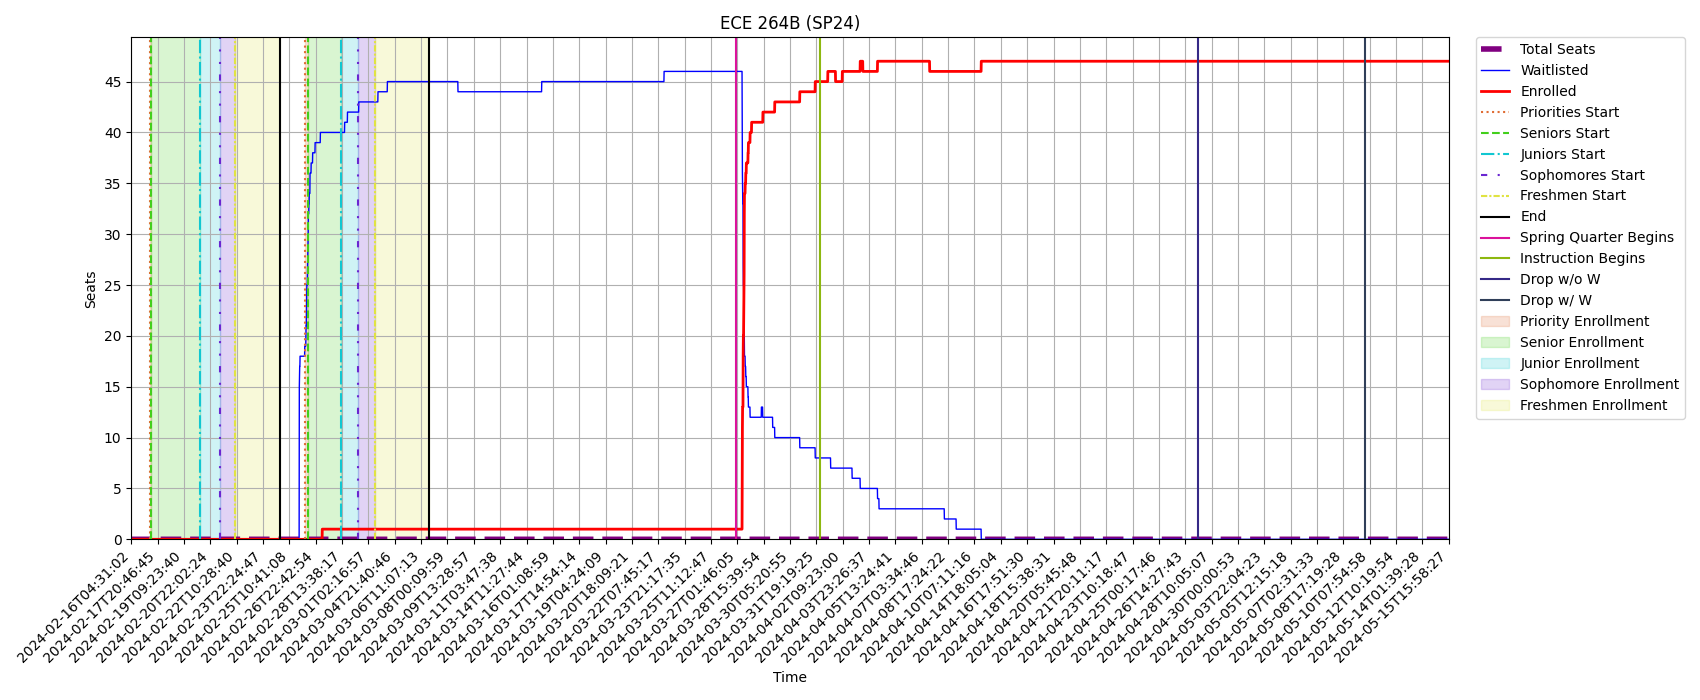 ECE 264B (SP24)
Seats
45
40
35
30
25
20
15
10
5
0
2024-02-16T04:31:02
2024-02-17T20:46:45
2024-02-19T09:23:40
2024-02-20T22:02:24
2024-02-22T10:28:40
2024-02-23T22:24:47
2024-02-25T10:41:08
2024-02-26T22:42:54
2024-02-28T13:38:17
2024-03-01T02:16:57
2024-03-04T21:40:46
2024-03-06T11:07:13
2024-03-08T00:09:59
2024-03-09T13:28:57
2024-03-11T03:47:38
2024-03-14T11:27:44
2024-03-16T01:08:59
2024-03-17T14:54:14
2024-03-19T04:24:09
2024-03-20T18:09:21
2024-03-22T07:45:17
2024-03-23T21:17:35
2024-03-25T11:12:47
2024-03-27T01:46:05
2024-03-28T15:39:54
2024-03-30T05:20:55
2024-03-31T19:19:25
2024-04-02T09:23:00
2024-04-03T23:26:37
2024-04-05T13:24:41
2024-04-07T03:34:46
2024-04-08T17:24:22
2024-04-10T07:11:16
2024-04-14T18:05:04
2024-04-16T17:51:30
2024-04-18T15:38:31
2024-04-20T05:45:48
2024-04-21T20:11:17
2024-04-23T10:18:47
2024-04-25T00:17:46
2024-04-26T14:27:43
2024-04-28T10:05:07
2024-04-30T00:00:53
2024-05-03T22:04:23
2024-05-05T12:15:18
2024-05-07T02:31:33
2024-05-08T17:19:28
2024-05-10T07:54:58
2024-05-12T10:19:54
2024-05-14T01:39:28
2024-05-15T15:58:27
Time
Total Seats
Waitlisted
Enrolled
Priorities Start
Seniors Start
Juniors Start
Sophomores Start
Freshmen Start
End
Spring Quarter Begins
Instruction Begins
Drop w/o W
Drop w/ W
Priority Enrollment
Senior Enrollment
Junior Enrollment
Sophomore Enrollment
Freshmen Enrollment